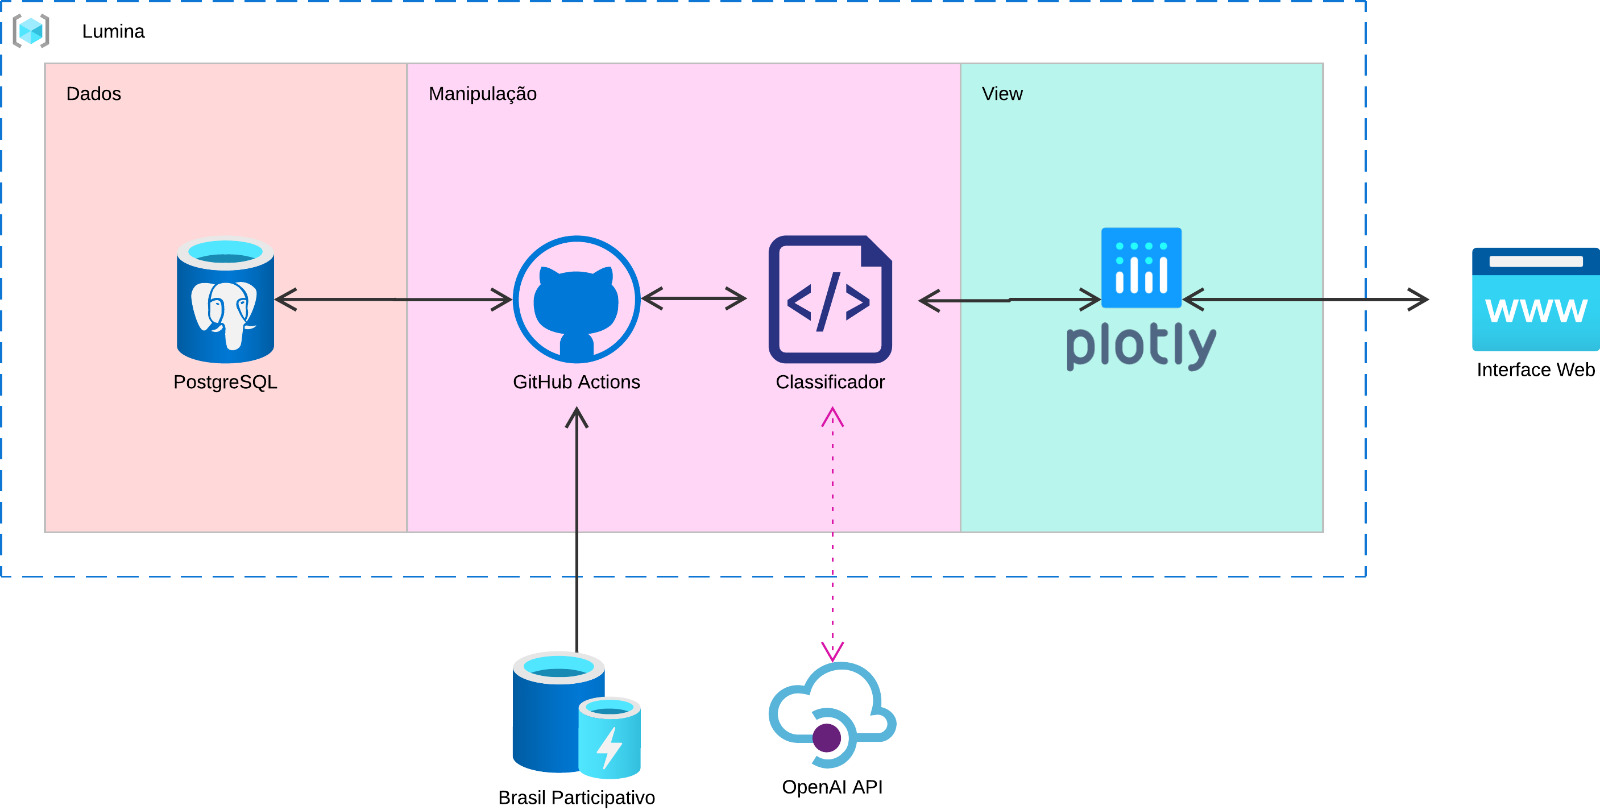 Lumina
Dados
Manipulação
View
PostgreSQL
GitHub Actions
</>
Classificador
plotly
www
Interface Web
Brasil Participativo
OpenAI API